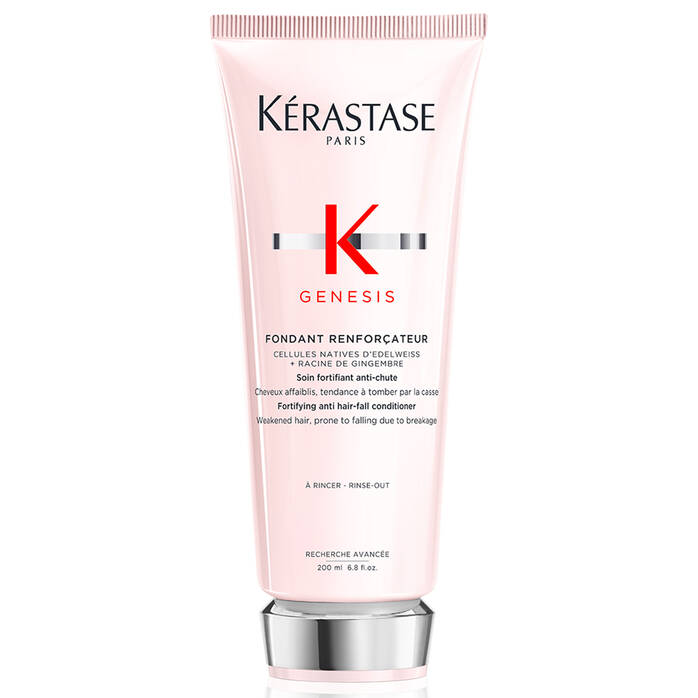 KÉRASTASE
PARIS
K
GENESIS
FONDANT RENFORÇATEUR
CELLULES NATIVES D'EDELWEISS
+ RACINE DE GINGEMBRE
Soin fortifiant anti-chute
Cheveux affaiblis, tendance à tomber par la casse
Fortifying anti hair-fall conditioner
Weakened hair, prone to falling due to breakage
À RINCER - RINSE-OUT
RECHERCHE AVANCÉE
200 ml 6.8 fl.oz.